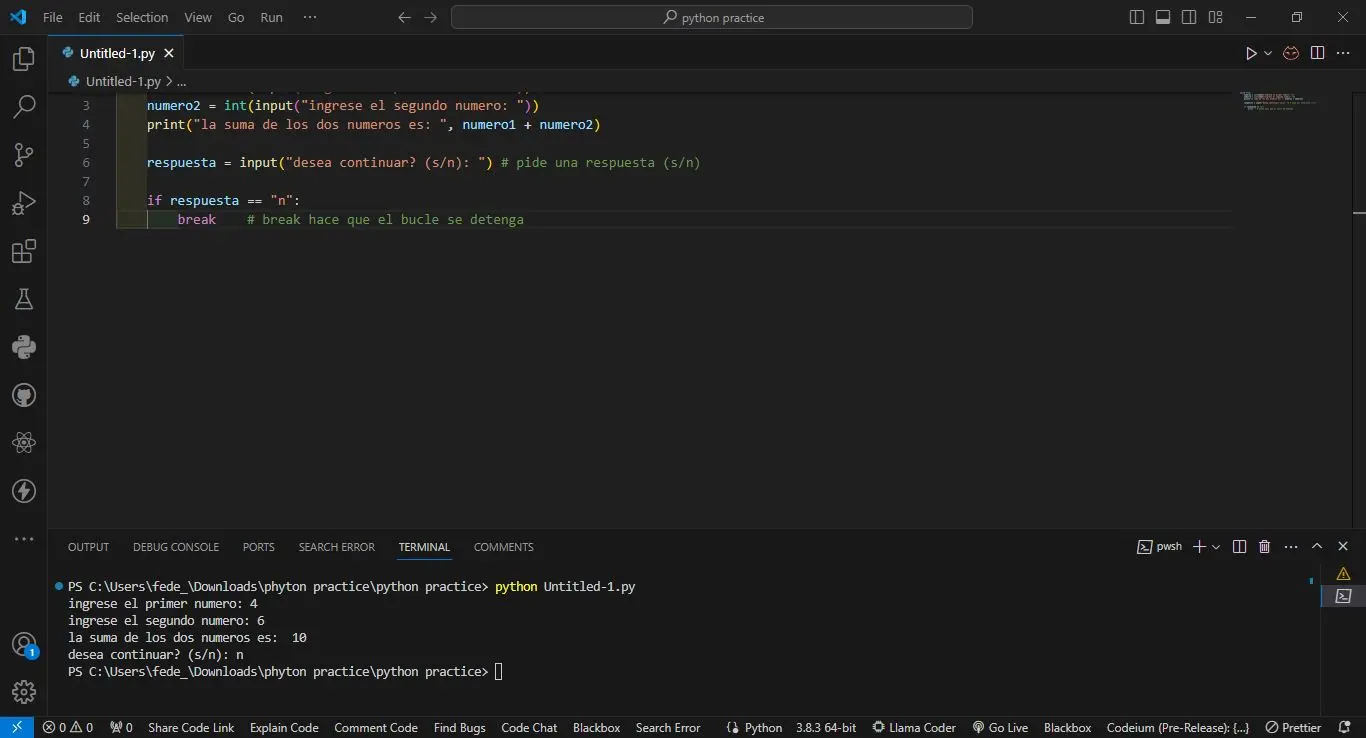 File Edit Selection View Go Run ···
python practice
Untitled-1.py
Untitled-1.py > ...
3 numero2 = int(input("ingrese el segundo numero: "))
4 print("la suma de los dos numeros es: ", numero1 + numero2)
5
6 respuesta = input("desea continuar? (s/n): ") # pide una respuesta (s/n)
7
8 if respuesta == "n":
9 break # break hace que el bucle se detenga
OUTPUT DEBUG CONSOLE PORTS SEARCH ERROR TERMINAL COMMENTS
pwsh
PS C:\Users\fede_\Downloads\phyton practice\python practice> python Untitled-1.py
ingrese el primer numero: 4
ingrese el segundo numero: 6
la suma de los dos numeros es:  10
desea continuar? (s/n): n
PS C:\Users\fede_\Downloads\phyton practice\python practice>
1
0 0 0 Share Code Link Explain Code Comment Code Find Bugs Code Chat Blackbox Search Error Python 3.8.3 64-bit Llama Coder Go Live Blackbox Codeium (Pre-Release): {...} Prettier